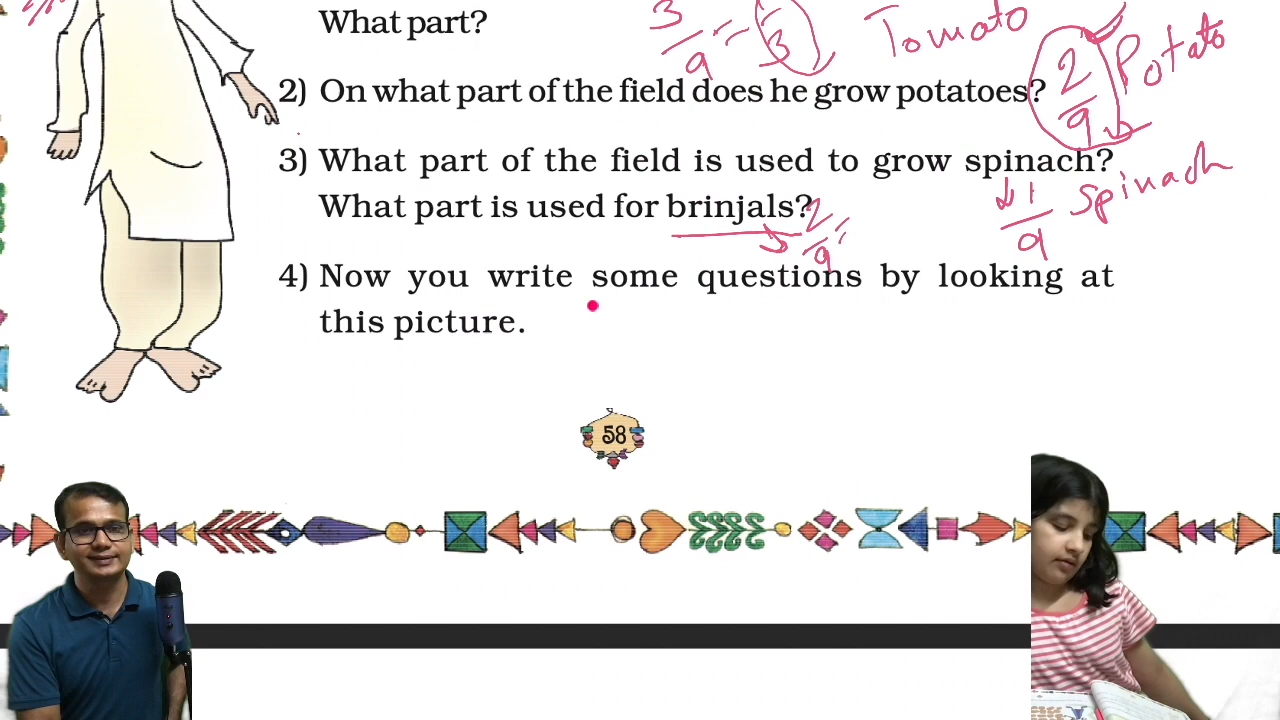 What part?
3/9 = 1/3 Tomato
2) On what part of the field does he grow potatoes?
2/9 Potato
3) What part of the field is used to grow spinach?
1/9 Spinach
What part is used for brinjals?
2/9
4) Now you write some questions by looking at
this picture.
58